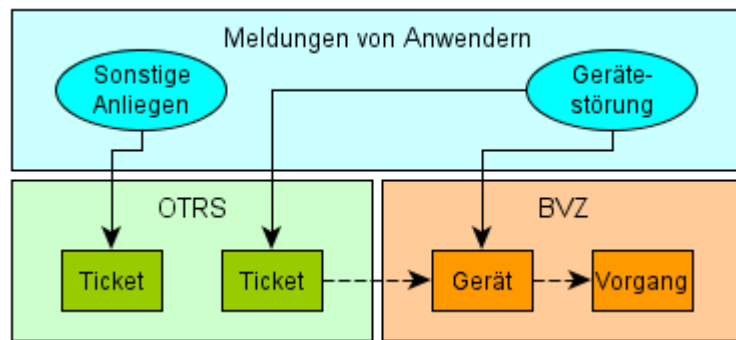 Meldungen von Anwendern
Sonstige
Anliegen
Geräte-
störung
OTRS
BVZ
Ticket
Ticket
Gerät
Vorgang